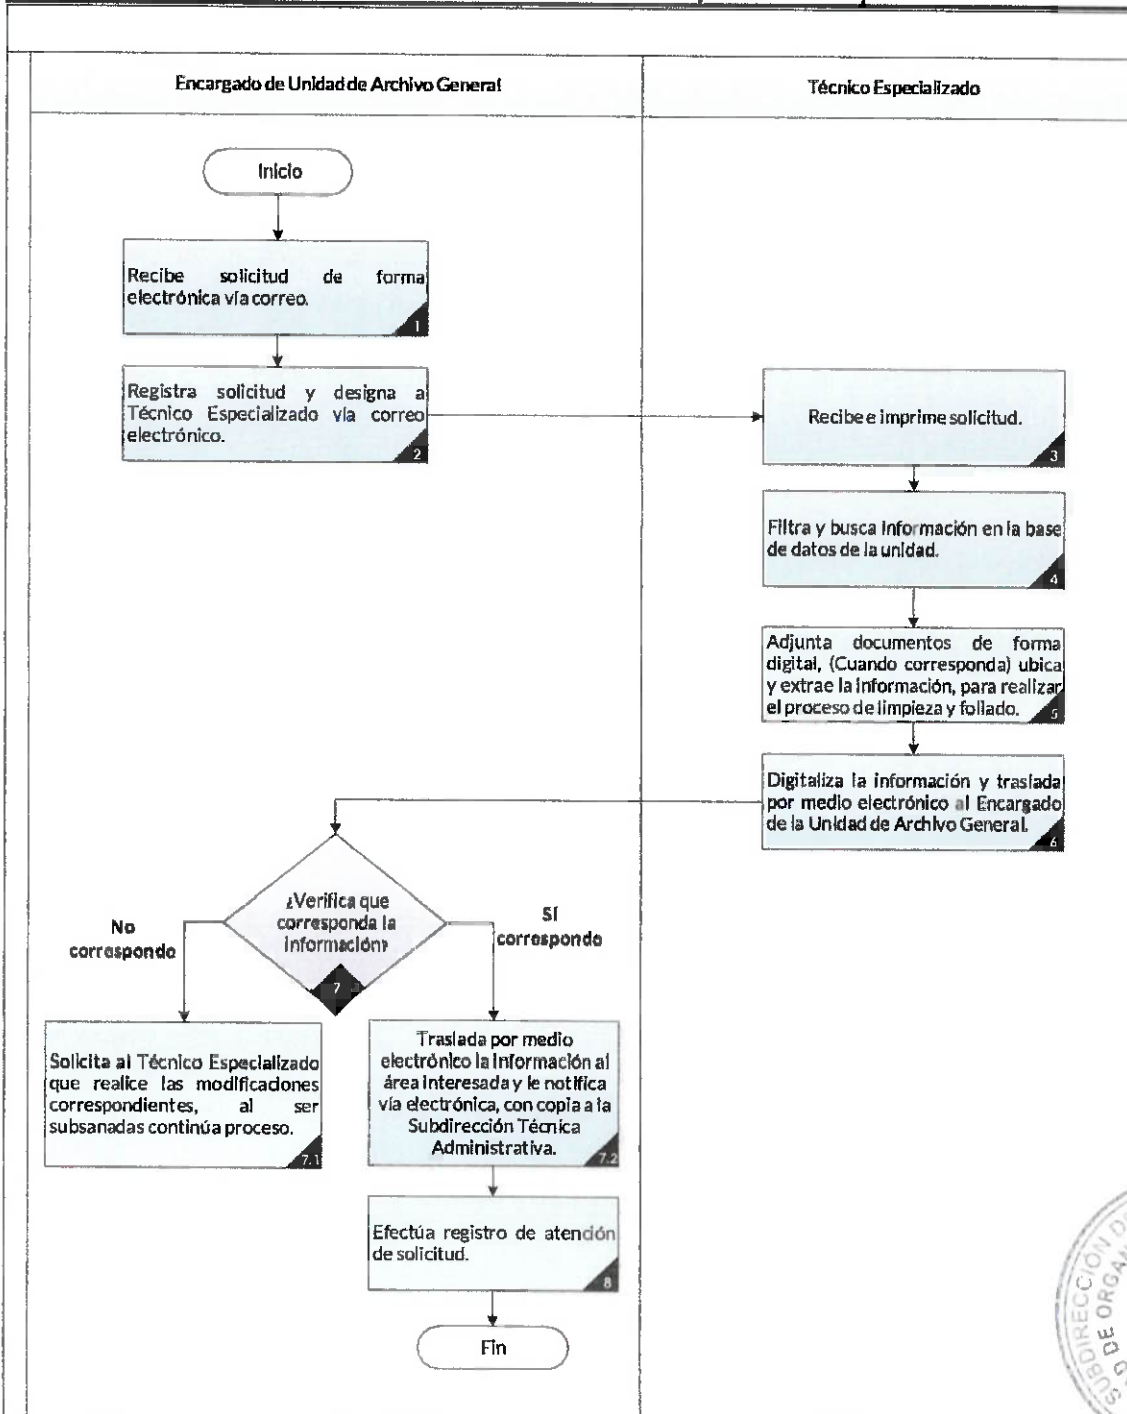 Encargado de Unidad de Archivo General
Técnico Especializado
Inicio
Recibe solicitud de forma
electrónica vía correo.
1
Registra solicitud y designa a
Técnico Especializado vía correo
electrónico.
2
Recibe e imprime solicitud.
3
Filtra y busca información en la base
de datos de la unidad.
4
Adjunta documentos de forma
digital, (Cuando corresponda) ubica
y extrae la información, para realizar
el proceso de limpieza y foliado.
5
Digitaliza la información y traslada
por medio electrónico al Encargado
de la Unidad de Archivo General.
6
¿Verifica que
corresponda la
información?
7
No
corresponde
SÍ
corresponde
Solicita al Técnico Especializado
que realice las modificaciones
correspondientes, al ser
subsanadas continúa proceso.
7.1
Traslada por medio
electrónico la información al
área interesada y le notifica
vía electrónica, con copia a la
Subdirección Técnica
Administrativa.
7.2
Efectúa registro de atención
de solicitud.
8
Fin
SUBDIRECCIÓN
DE